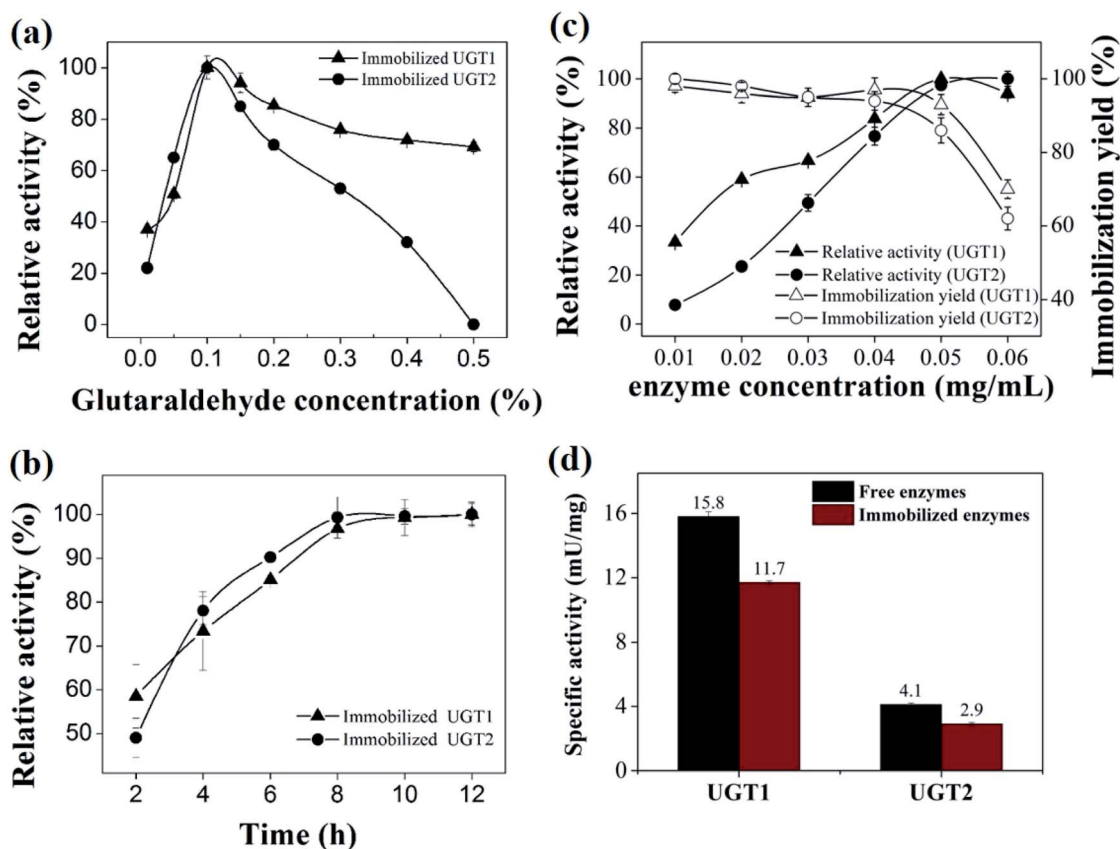 (a)
Immobilized UGT1
Immobilized UGT2
100
80
60
40
20
0
Relative activity (%)
0.0 0.1 0.2 0.3 0.4 0.5
Glutaraldehyde concentration (%)
(b)
100
90
80
70
60
50
Relative activity (%)
Immobilized UGT1
Immobilized UGT2
2 4 6 8 10 12
Time (h)
(c)
100
80
60
40
20
0
Relative activity (%)
Relative activity (UGT1)
Relative activity (UGT2)
Immobilization yield (UGT1)
Immobilization yield (UGT2)
100
80
60
40
Immobilization yield (%)
0.01 0.02 0.03 0.04 0.05 0.06
enzyme concentration (mg/mL)
(d)
Free enzymes
Immobilized enzymes
16
12
8
4
0
Specific activity (mU/mg)
15.8
11.7
4.1
2.9
UGT1 UGT2